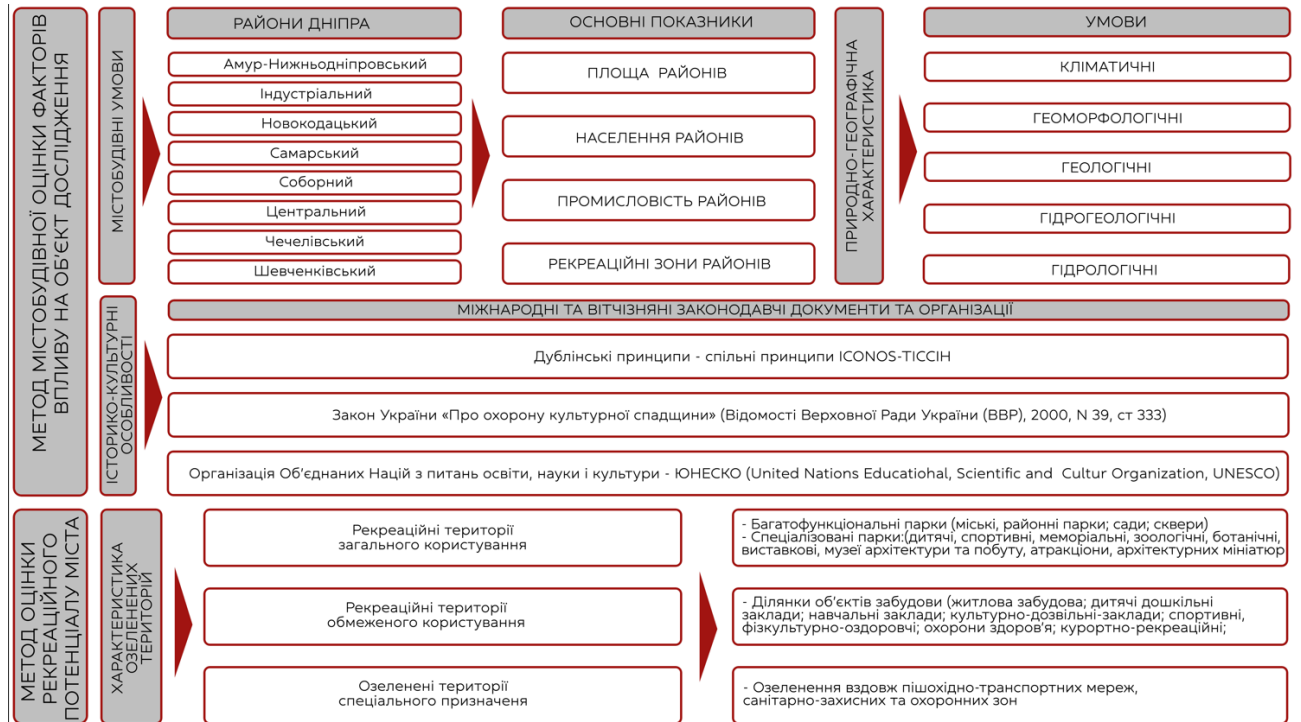 МЕТОД МІСТОБУДІВНОЇ ОЦІНКИ ФАКТОРІВ
ВПЛИВУ НА ОБ'ЄКТ ДОСЛІДЖЕННЯ
МІСТОБУДІВНІ УМОВИ
РАЙОНИ ДНІПРА
Амур-Нижньодніпровський
Індустріальний
Новокодацький
Самарський
Соборний
Центральний
Чечелівський
Шевченківський
ОСНОВНІ ПОКАЗНИКИ
ПЛОЩА РАЙОНІВ
НАСЕЛЕННЯ РАЙОНІВ
ПРОМИСЛОВІСТЬ РАЙОНІВ
РЕКРЕАЦІЙНІ ЗОНИ РАЙОНІВ
ПРИРОДНО-ГЕОГРАФІЧНА
ХАРАКТЕРИСТИКА
УМОВИ
КЛІМАТИЧНІ
ГЕОМОРФОЛОГІЧНІ
ГЕОЛОГІЧНІ
ГІДРОГЕОЛОГІЧНІ
ГІДРОЛОГІЧНІ
ІСТОРИКО-КУЛЬТУРНІ
ОСОБЛИВОСТІ
МІЖНАРОДНІ ТА ВІТЧІЗНЯНІ ЗАКОНОДАВЧІ ДОКУМЕНТИ ТА ОРГАНІЗАЦІЇ
Дублінські принципи - спільні принципи ICONOS-TICCIH
Закон України «Про охорону культурної спадщини» (Відомості Верховної Ради України (ВВР), 2000, N 39, ст 333)
Організація Об'єднаних Націй з питань освіти, науки і культури - ЮНЕСКО (United Nations Educatiohal, Scientific and Cultur Organization, UNESCO)
МЕТОД ОЦІНКИ
РЕКРЕАЦІЙНОГО
ПОТЕНЦІАЛУ МІСТА
ХАРАКТЕРИСТИКА
ОЗЕЛЕНЕНИХ
ТЕРИТОРІЙ
Рекреаційні території
загального користування
Рекреаційні території
обмеженого користування
Озеленені території
спеціального призначеня
- Багатофункціональні парки (міські, районні парки; сади; сквери)
- Спеціалізовані парки:(дитячі, спортивні, меморіальні, зоологічні, ботанічні,
виставкові, музеї архітектури та побуту, атракціони, архітектурних мініатюр
- Ділянки об'єктів забудови (житлова забудова; дитячі дошкільні
заклади; навчальні заклади; культурно-дозвільні-заклади; спортивні,
фізкультурно-оздоровчі; охорони здоров'я; курортно-рекреаційні;
- Озеленення вздовж пішохідно-транспортних мереж,
санітарно-захисних та охоронних зон